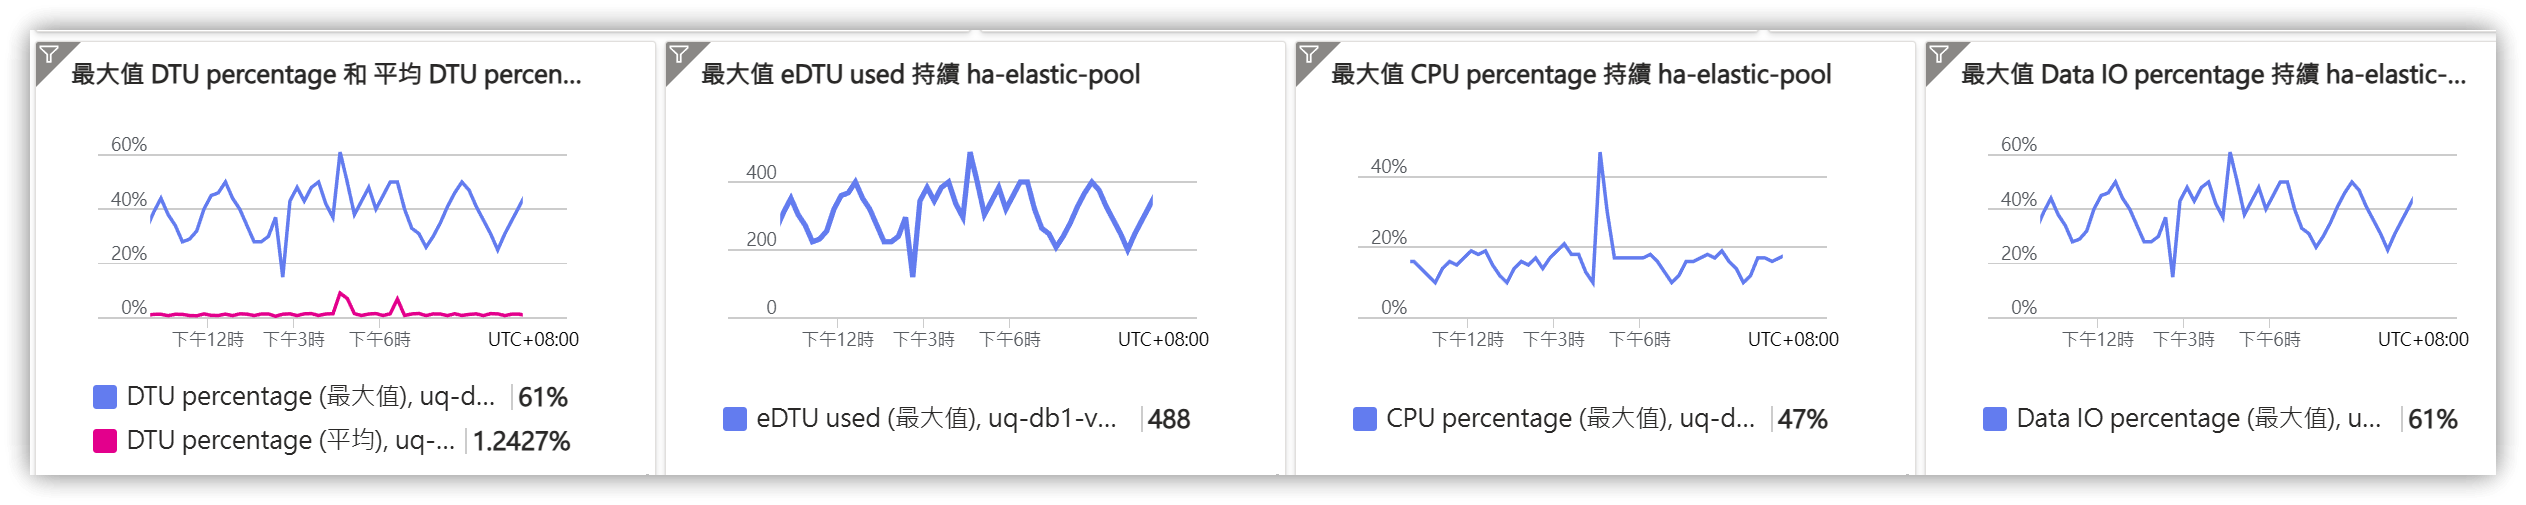 最大值 DTU percentage 和 平均 DTU percen...
60%
40%
20%
0%
下午12時 下午3時 下午6時 UTC+08:00
DTU percentage (最大值), uq-d... 61%
DTU percentage (平均), uq-... 1.2427%
最大值 eDTU used 持續 ha-elastic-pool
400
200
0
下午12時 下午3時 下午6時 UTC+08:00
eDTU used (最大值), uq-db1-v... 488
最大值 CPU percentage 持續 ha-elastic-pool
40%
20%
0%
下午12時 下午3時 下午6時 UTC+08:00
CPU percentage (最大值), uq-d... 47%
最大值 Data IO percentage 持續 ha-elastic-...
60%
40%
20%
0%
下午12時 下午3時 下午6時 UTC+08:00
Data IO percentage (最大值), u... 61%